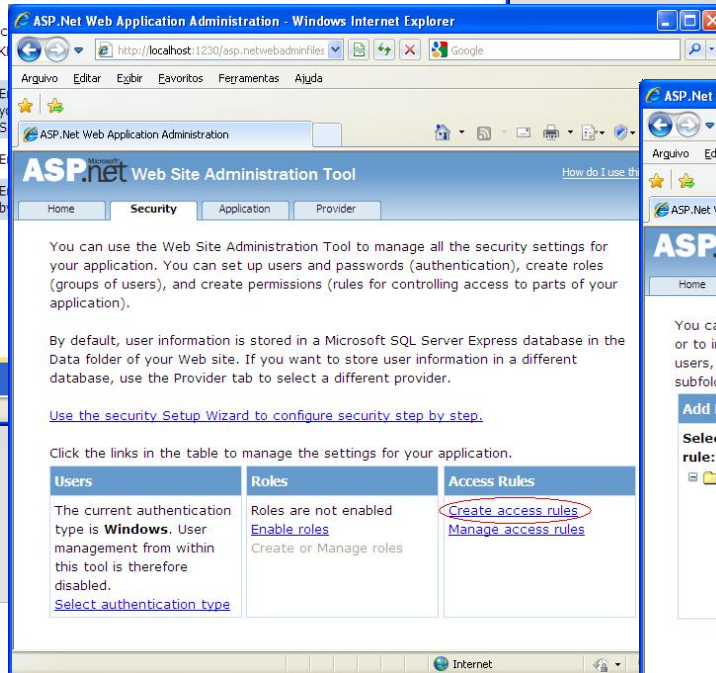 ASP.Net Web Application Administration - Windows Internet Explorer
http://localhost:1230/asp.netwebadminfiles
Google
Arquivo Editar Exibir Favoritos Ferramentas Ajuda
ASP.Net Web Application Administration
Microsoft
ASP.net Web Site Administration Tool
How do I use thi
Home Security Application Provider
You can use the Web Site Administration Tool to manage all the security settings for
your application. You can set up users and passwords (authentication), create roles
(groups of users), and create permissions (rules for controlling access to parts of your
application).
By default, user information is stored in a Microsoft SQL Server Express database in the
Data folder of your Web site. If you want to store user information in a different
database, use the Provider tab to select a different provider.
Use the security Setup Wizard to configure security step by step.
Click the links in the table to manage the settings for your application.
Users
The current authentication
type is Windows. User
management from within
this tool is therefore
disabled.
Select authentication type
Roles
Roles are not enabled
Enable roles
Create or Manage roles
Access Rules
Create access rules
Manage access rules
Internet
ASP.Net
Arquivo Ed
ASP.Net
ASP.
Home
You ca
or to i
users,
subfol
Add
Selec
rule: